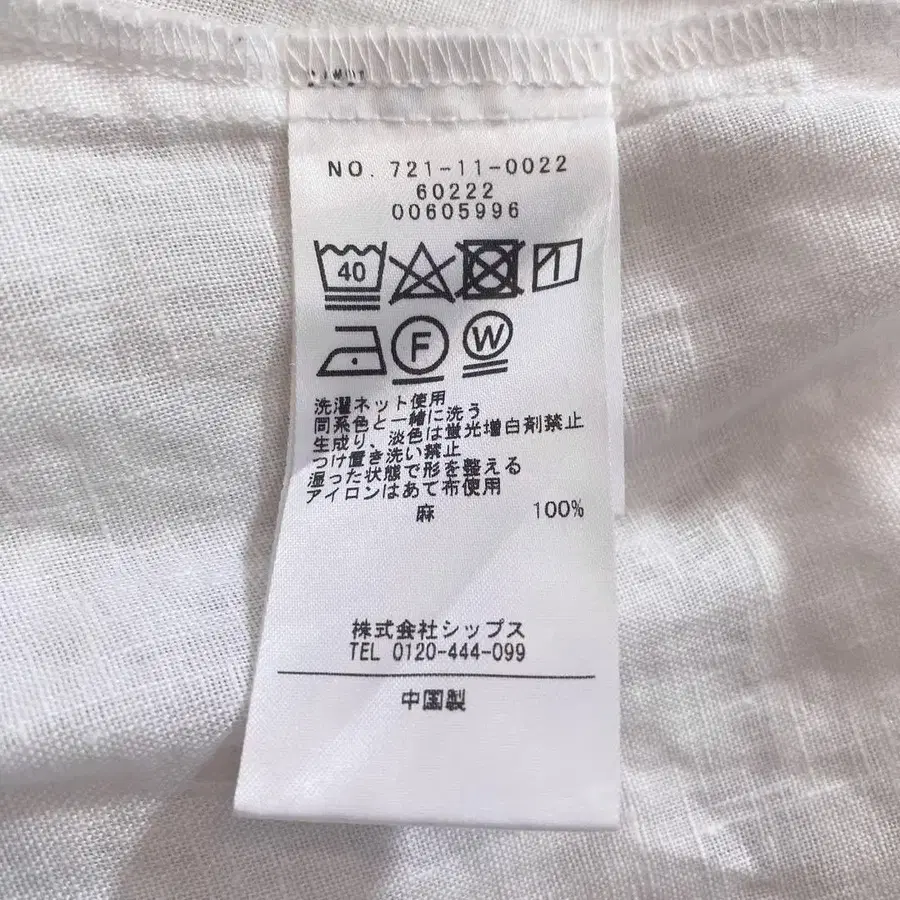 NO. 721-11-0022
60222
00605996
40
F W
洗濯ネット使用
同系色と一緒に洗う
生成り、淡色は蛍光増白剤禁止
つけ置き洗い禁止
湿った状態で形を整える
アイロンはあて布使用
麻 100%
株式会社シップス
TEL 0120-444-099
中国製